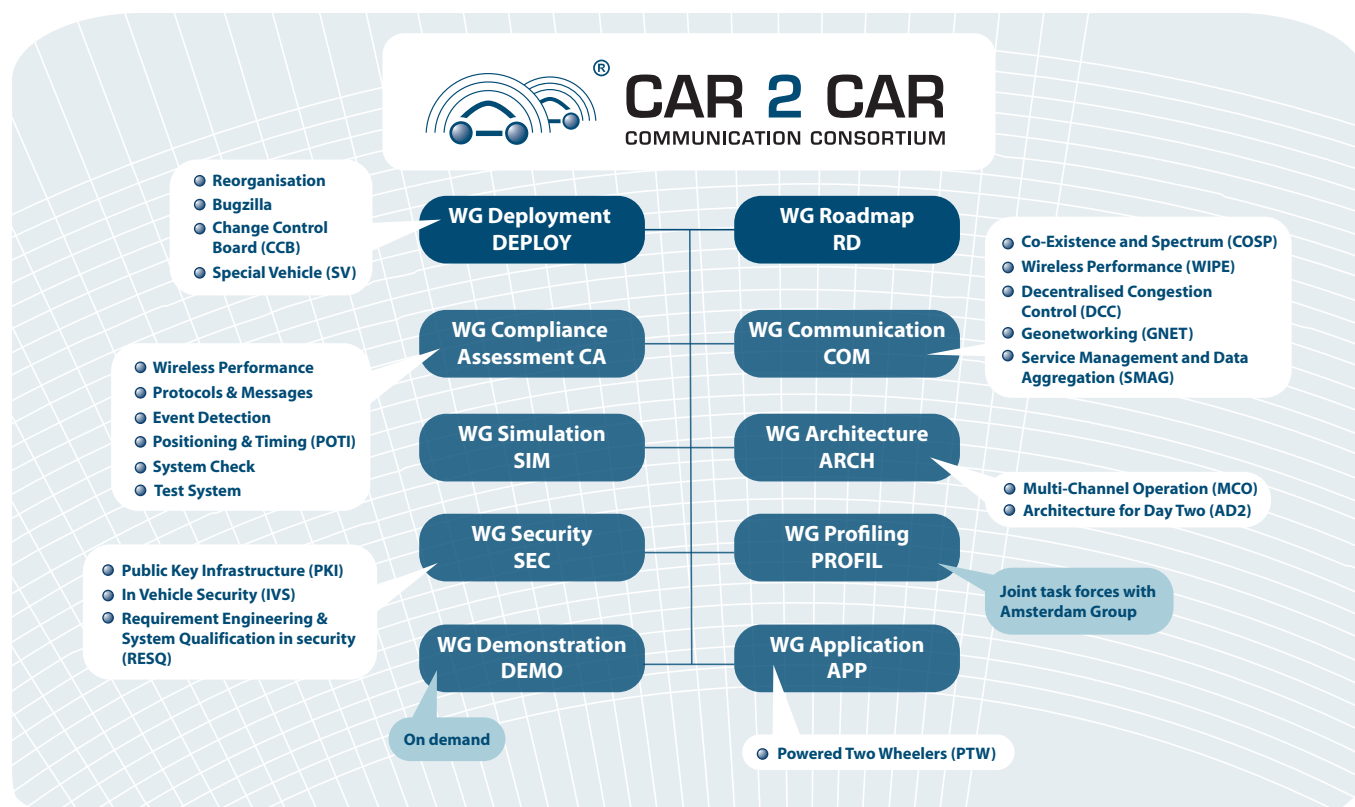 ®
CAR 2 CAR
COMMUNICATION CONSORTIUM
Reorganisation
Bugzilla
Change Control
Board (CCB)
Special Vehicle (SV)
WG Deployment
DEPLOY
WG Roadmap
RD
Co-Existence and Spectrum (COSP)
Wireless Performance (WIPE)
Decentralised Congestion
Control (DCC)
Geonetworking (GNET)
Service Management and Data
Aggregation (SMAG)
WG Compliance
Assessment CA
WG Communication
COM
Wireless Performance
Protocols & Messages
Event Detection
Positioning & Timing (POTI)
System Check
Test System
WG Simulation
SIM
WG Architecture
ARCH
Multi-Channel Operation (MCO)
Architecture for Day Two (AD2)
WG Security
SEC
WG Profiling
PROFIL
Public Key Infrastructure (PKI)
In Vehicle Security (IVS)
Requirement Engineering &
System Qualification in security
(RESQ)
Joint task forces with
Amsterdam Group
WG Demonstration
DEMO
WG Application
APP
On demand
Powered Two Wheelers (PTW)